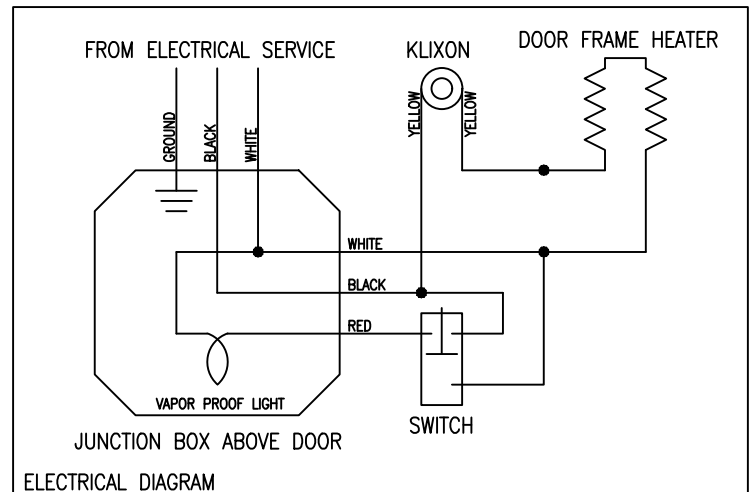 FROM ELECTRICAL SERVICE
KLIXON
DOOR FRAME HEATER
GROUND
BLACK
WHITE
YELLOW
YELLOW
WHITE
BLACK
RED
VAPOR PROOF LIGHT
SWITCH
JUNCTION BOX ABOVE DOOR
ELECTRICAL DIAGRAM